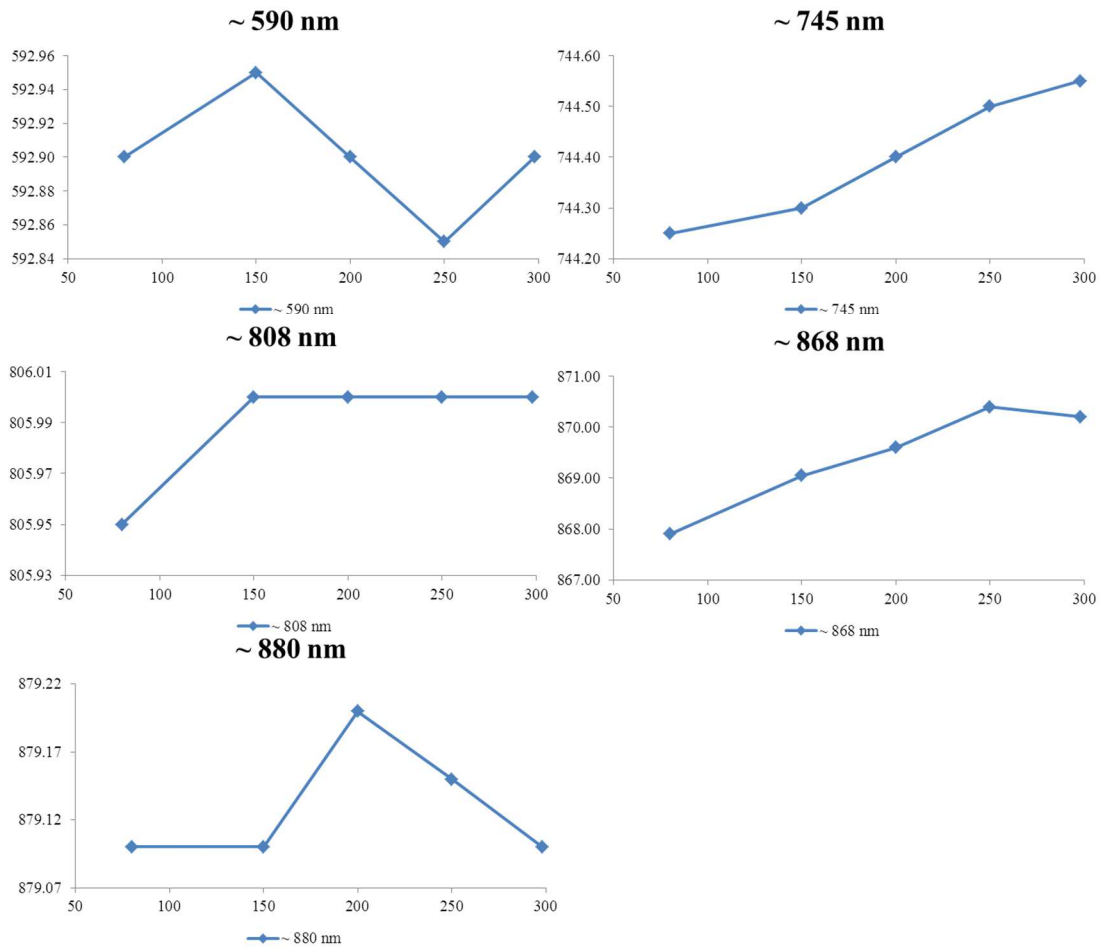 ~ 590 nm
592.96
592.94
592.92
592.90
592.88
592.86
592.84
50 100 150 200 250 300
~ 590 nm
~ 745 nm
744.60
744.50
744.40
744.30
744.20
50 100 150 200 250 300
~ 745 nm
~ 808 nm
806.01
805.99
805.97
805.95
805.93
50 100 150 200 250 300
~ 808 nm
~ 868 nm
871.00
870.00
869.00
868.00
867.00
50 100 150 200 250 300
~ 868 nm
~ 880 nm
879.22
879.17
879.12
879.07
50 100 150 200 250 300
~ 880 nm